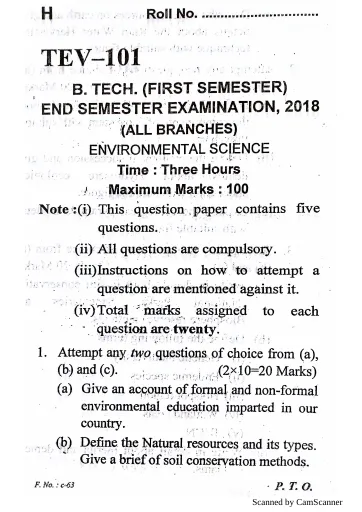 H Roll No. ..............................
TEV–101
B. TECH. (FIRST SEMESTER)
END SEMESTER EXAMINATION, 2018
(ALL BRANCHES)
ENVIRONMENTAL SCIENCE
Time : Three Hours
Maximum Marks : 100
Note :(i) This question paper contains five
questions.
(ii) All questions are compulsory.
(iii)Instructions on how to attempt a
question are mentioned against it.
(iv)Total marks assigned to each
question are twenty.
1. Attempt any two questions of choice from (a),
(b) and (c). (2×10=20 Marks)
(a) Give an account of formal and non-formal
environmental education imparted in our
country.
(b) Define the Natural resources and its types.
Give a brief of soil conservation methods.
F. No. : c-63 P. T. O.
Scanned by CamScanner